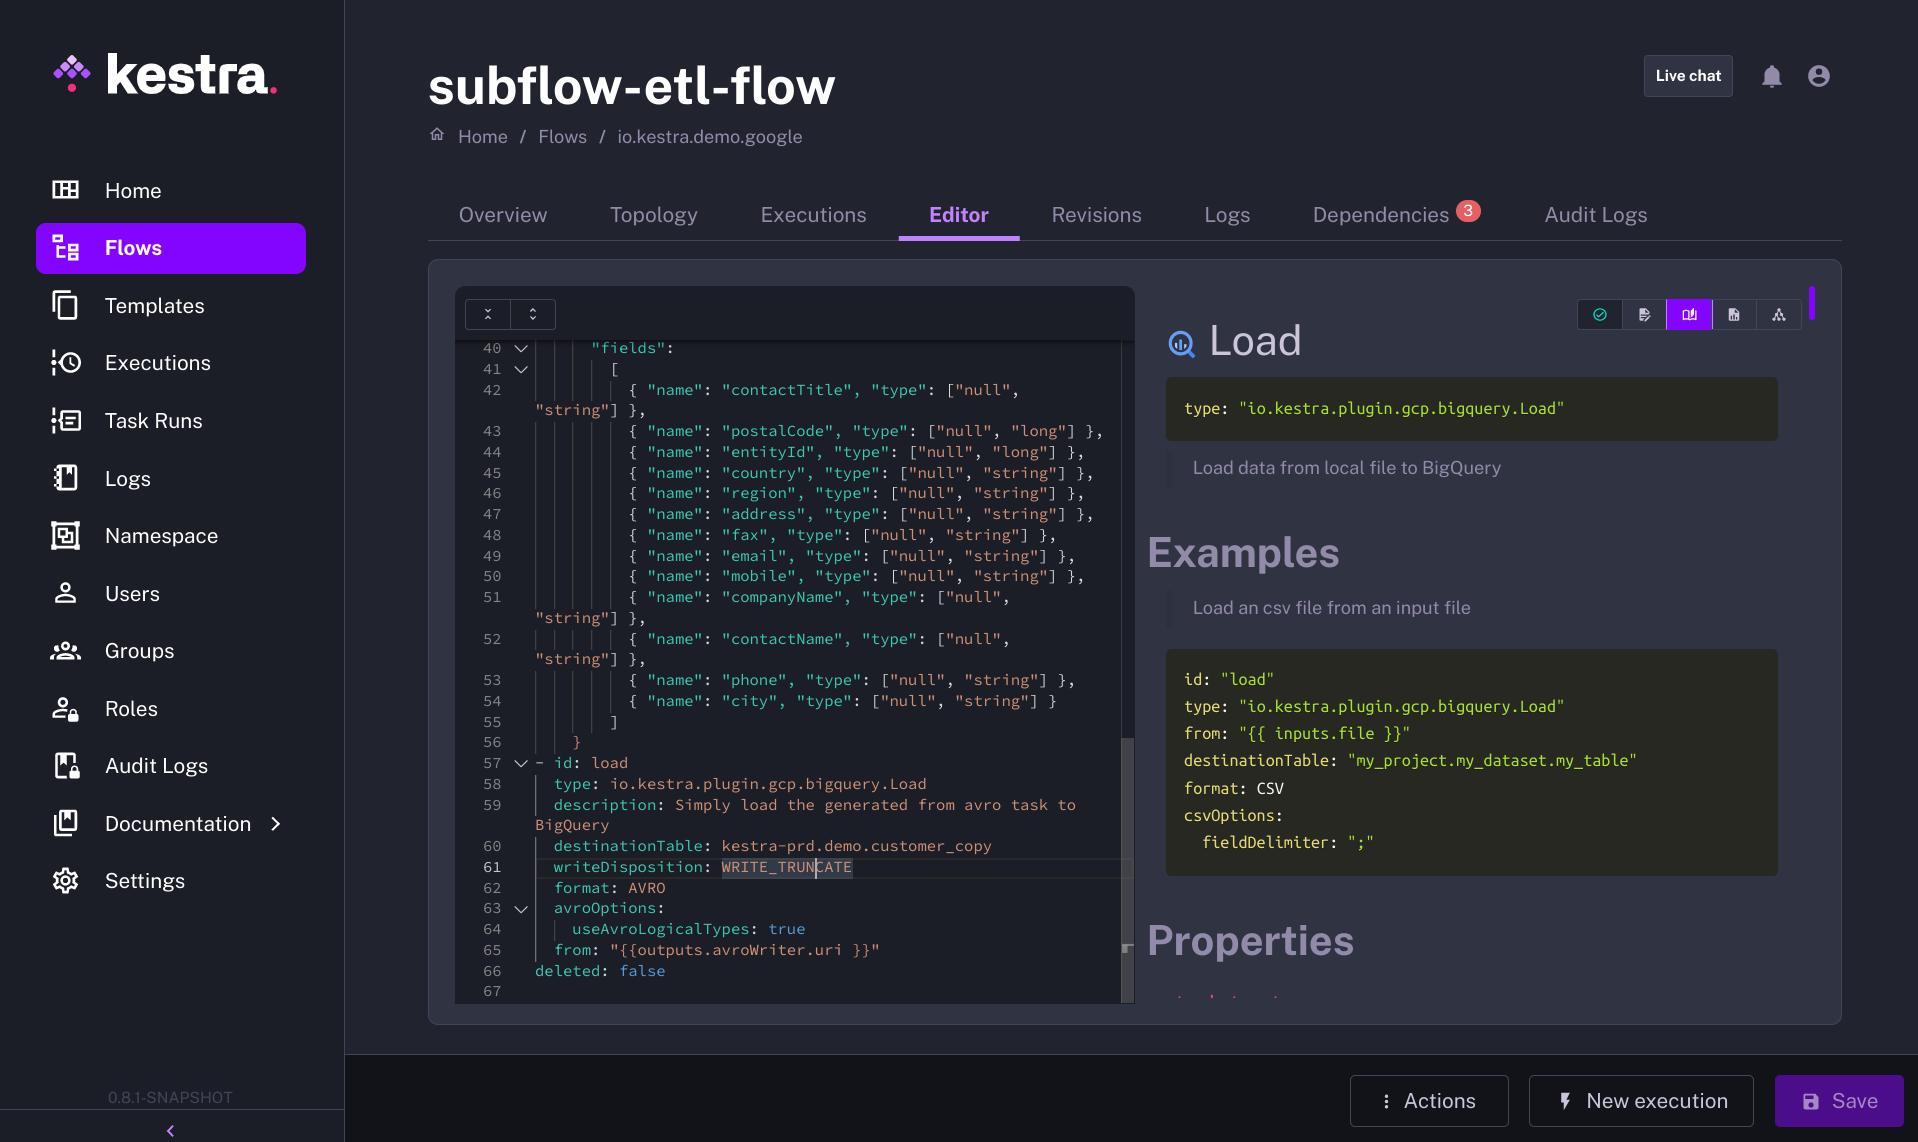 kestra.
Home
Flows
Templates
Executions
Task Runs
Logs
Namespace
Users
Groups
Roles
Audit Logs
Documentation
Settings
0.8.1-SNAPSHOT
subflow-etl-flow
Home / Flows / io.kestra.demo.google
Live chat
Overview Topology Executions Editor Revisions Logs Dependencies 3 Audit Logs
40 "fields":
41 [
42 { "name": "contactTitle", "type": ["null",
"string"] },
43 { "name": "postalCode", "type": ["null", "long"] },
44 { "name": "entityId", "type": ["null", "long"] },
45 { "name": "country", "type": ["null", "string"] },
46 { "name": "region", "type": ["null", "string"] },
47 { "name": "address", "type": ["null", "string"] },
48 { "name": "fax", "type": ["null", "string"] },
49 { "name": "email", "type": ["null", "string"] },
50 { "name": "mobile", "type": ["null", "string"] },
51 { "name": "companyName", "type": ["null",
"string"] },
52 { "name": "contactName", "type": ["null",
"string"] },
53 { "name": "phone", "type": ["null", "string"] },
54 { "name": "city", "type": ["null", "string"] }
55 ]
56 }
57 - id: load
58 type: io.kestra.plugin.gcp.bigquery.Load
59 description: Simply load the generated from avro task to
BigQuery
60 destinationTable: kestra-prd.demo.customer_copy
61 writeDisposition: WRITE_TRUNCATE
62 format: AVRO
63 avroOptions:
64 useAvroLogicalTypes: true
65 from: "{{outputs.avroWriter.uri }}"
66 deleted: false
67
Load
type: "io.kestra.plugin.gcp.bigquery.Load"
Load data from local file to BigQuery
Examples
Load an csv file from an input file
id: "load"
type: "io.kestra.plugin.gcp.bigquery.Load"
from: "{{ inputs.file }}"
destinationTable: "my_project.my_dataset.my_table"
format: CSV
csvOptions:
fieldDelimiter: ";"
Properties
Actions
New execution
Save